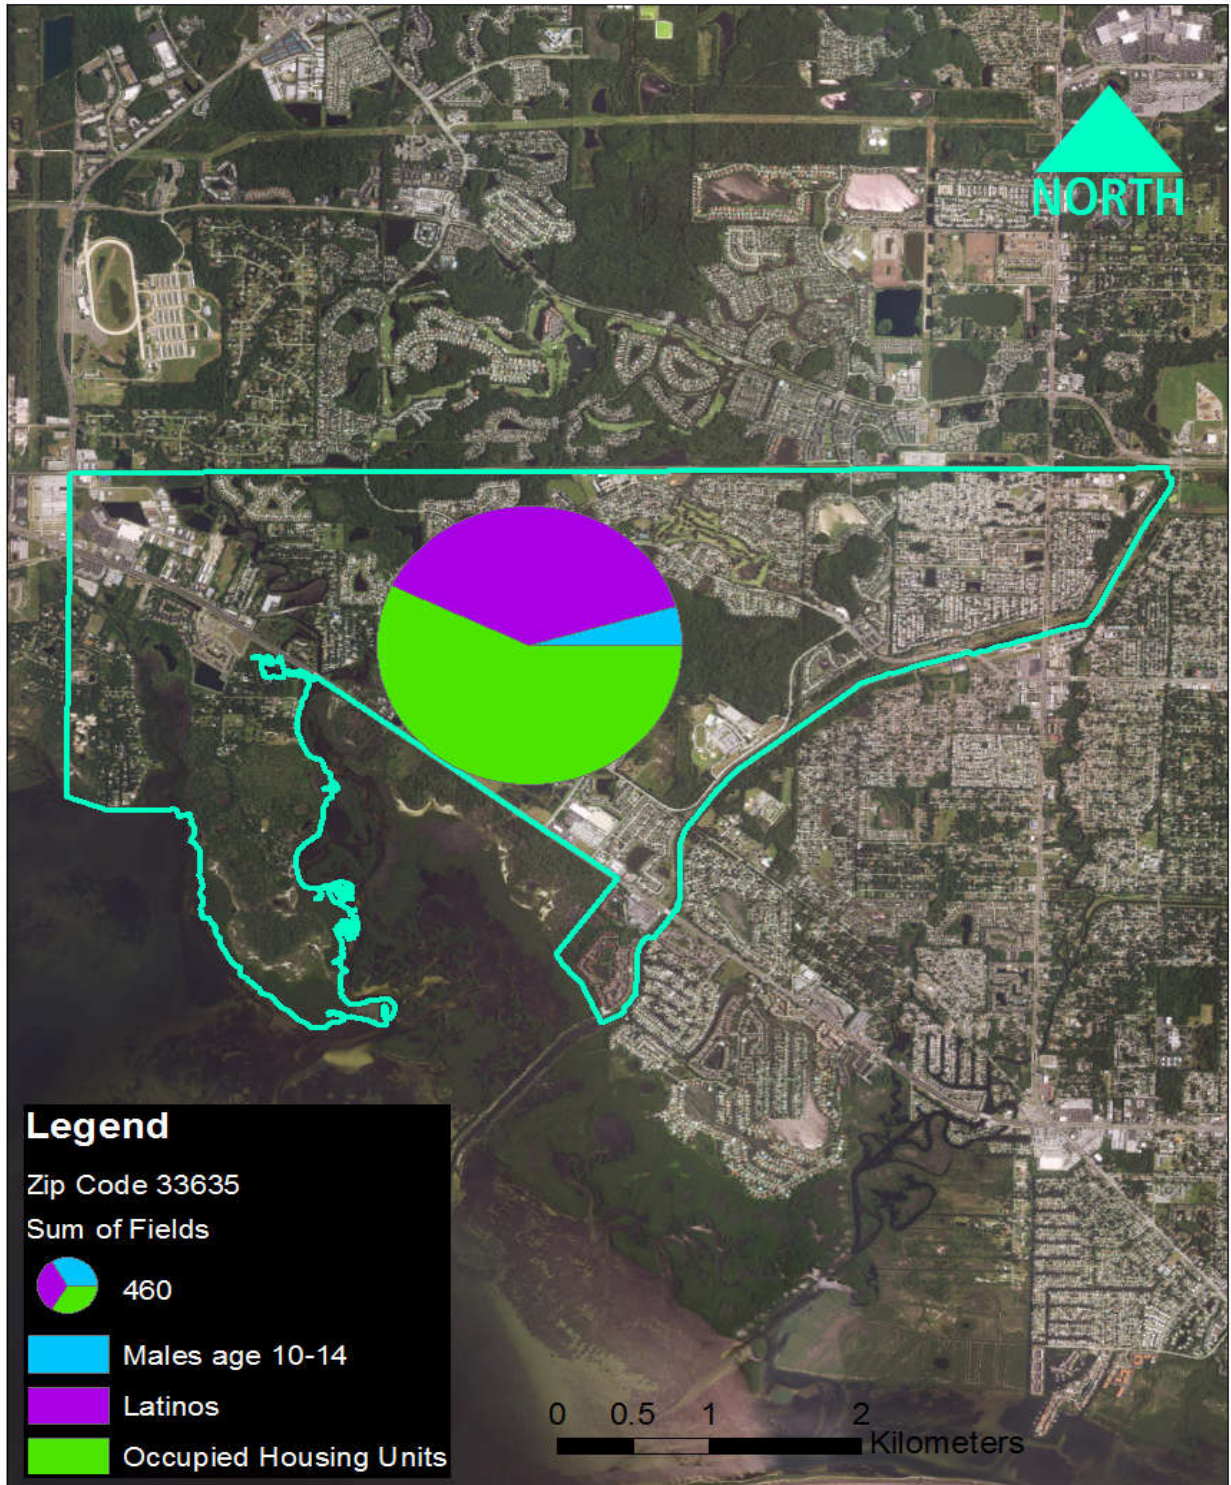 NORTH
Legend
Zip Code 33635
Sum of Fields
460
Males age 10-14
Latinos
Occupied Housing Units
0 0.5 1 2
Kilometers